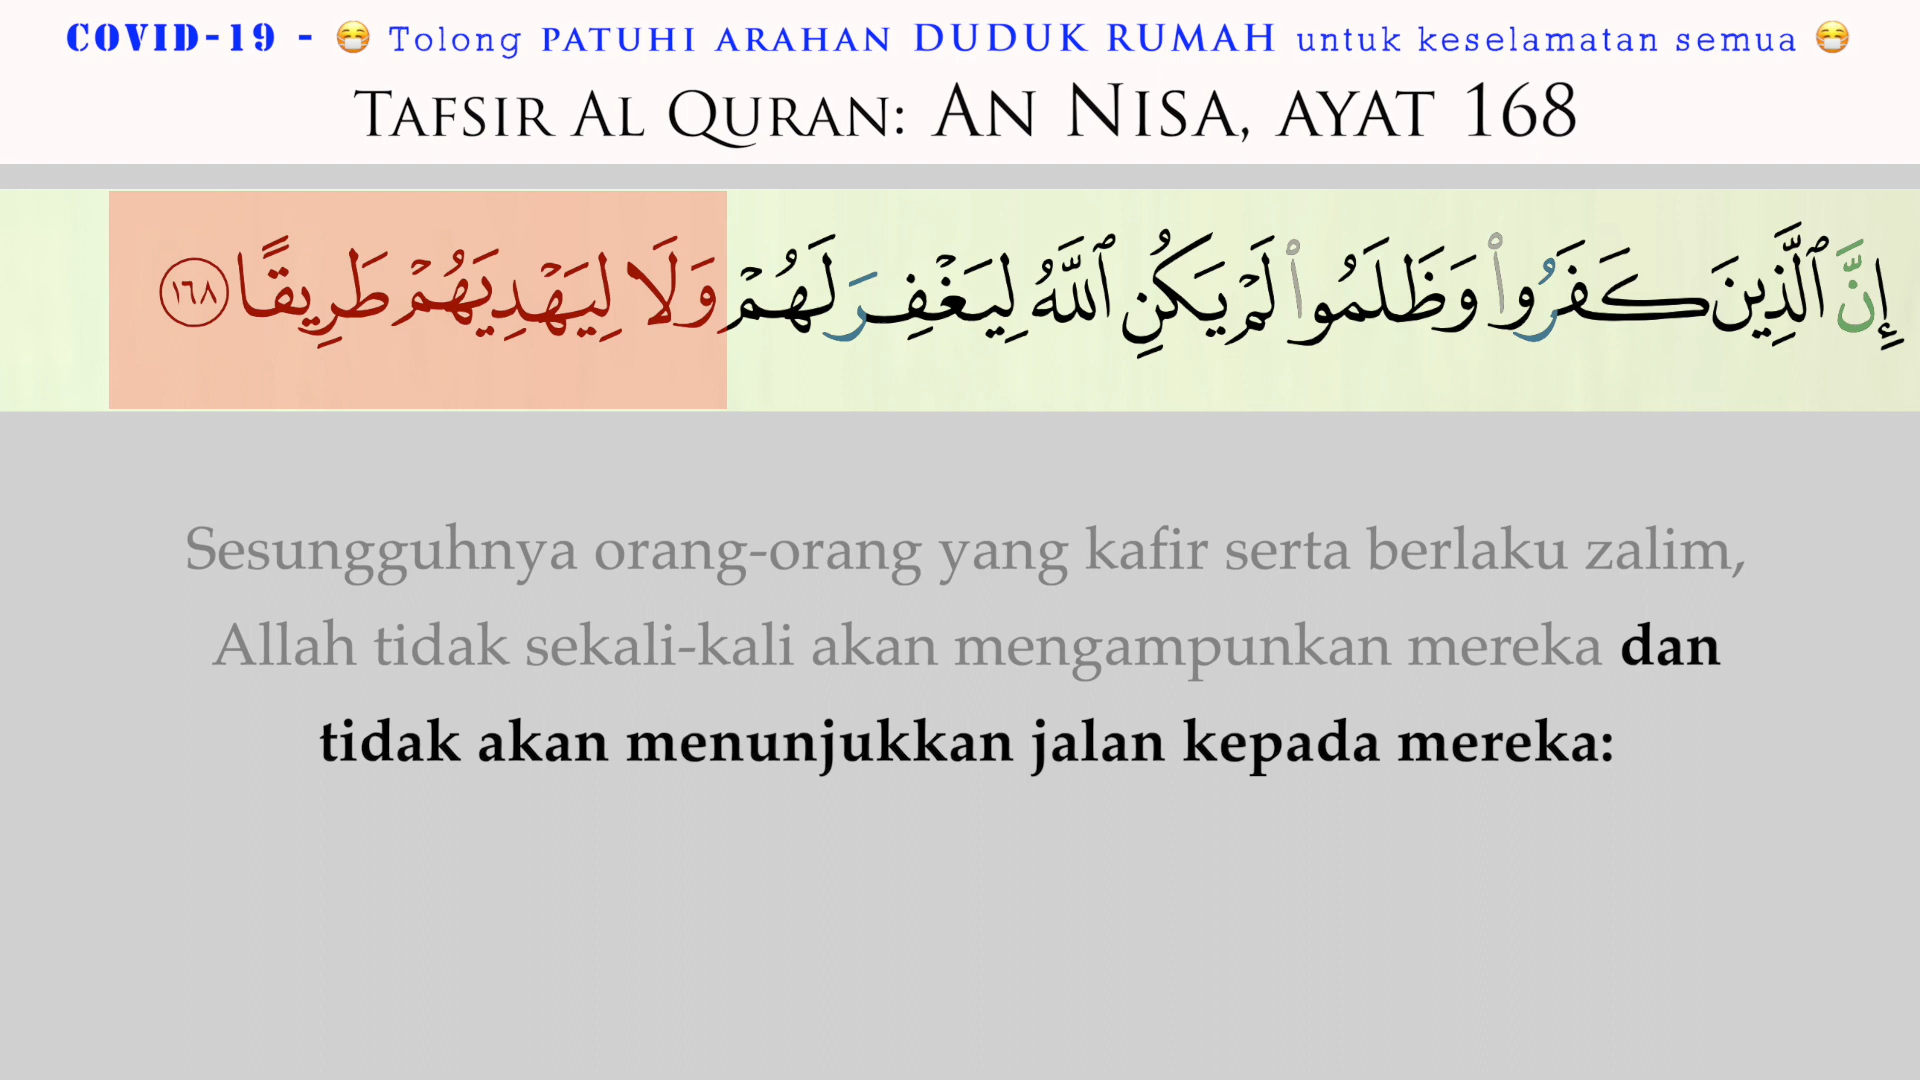 COVID-19 - 😷 Tolong PATUHI ARAHAN DUDUK RUMAH untuk keselamatan semua 😷
TAFSIR AL QURAN: AN NISA, AYAT 168
إِنَّ ٱلَّذِينَ كَفَرُوا۟ وَظَلَمُوا۟ لَمْ يَكُنِ ٱللَّهُ لِيَغْفِرَ لَهُمْ وَلَا لِيَهْدِيَهُمْ طَرِيقًا ١٦٨
Sesungguhnya orang-orang yang kafir serta berlaku zalim,
Allah tidak sekali-kali akan mengampunkan mereka dan
tidak akan menunjukkan jalan kepada mereka: